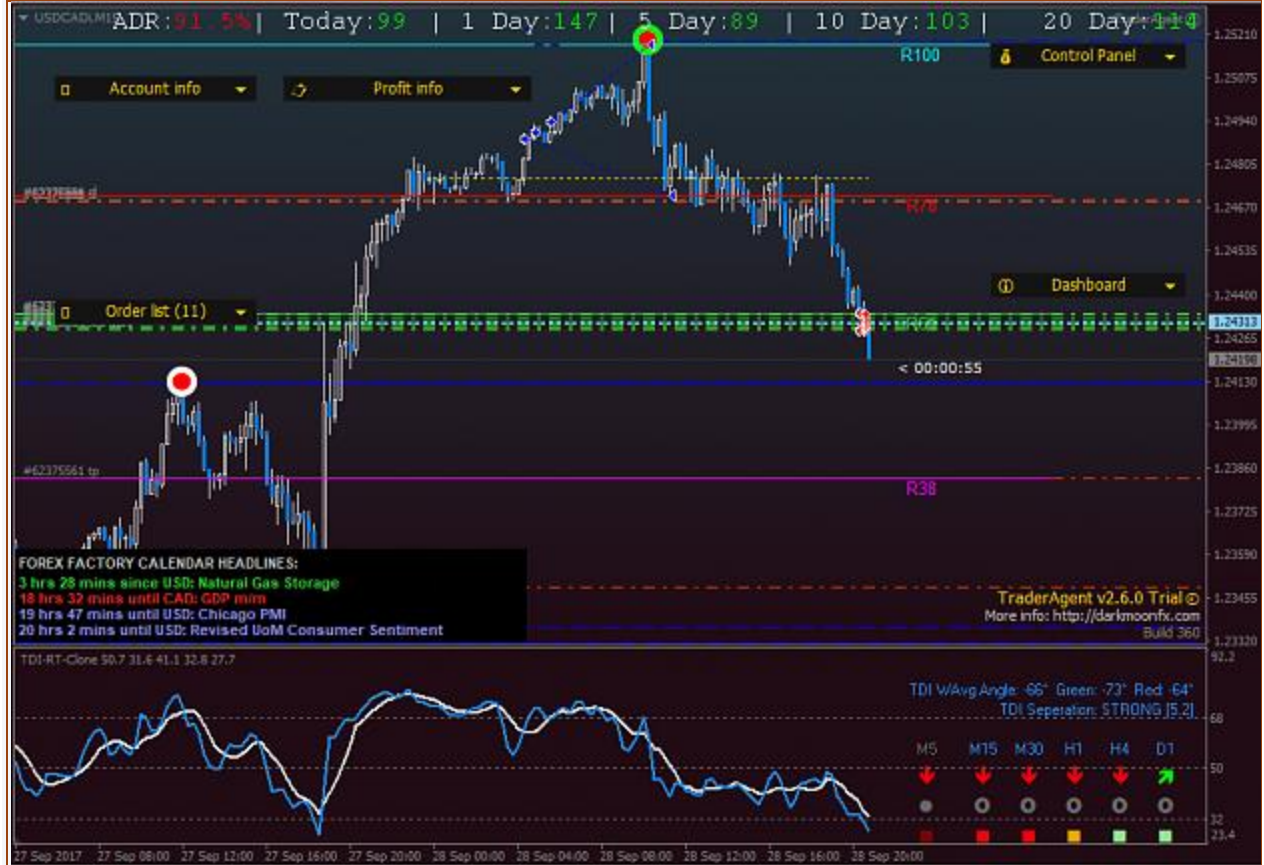 USDCADLM15
ADR:91.5%| Today:99 | 1 Day:147| 5 Day:89 | 10 Day:103| 20 Day:114
1.25210
R100
Control Panel
1.25075
Account info
Profit info
1.24940
1.24805
R78
1.24670
1.24535
Dashboard
1.24400
Order list (11)
1.24313
1.24265
1.24198
< 00:00:55
1.24130
1.23995
#62375561 tp
1.23860
R38
1.23725
FOREX FACTORY CALENDAR HEADLINES:
1.23590
3 hrs 28 mins since USD: Natural Gas Storage
18 hrs 32 mins until CAD: GDP m/m
TraderAgent v2.6.0 Trial ©
1.23455
19 hrs 47 mins until USD: Chicago PMI
More info: http://darkmoonfx.com
20 hrs 2 mins until USD: Revised UoM Consumer Sentiment
Build 360
1.23320
TDI-RT-Clone 50.7 31.6 41.1 32.8 27.7
92.2
TDI WAvg Angle: -66° Green: -73° Red: -64°
TDI Seperation: STRONG [5.2]
68
M5 M15 M30 H1 H4 D1
50
32
23.4
27 Sep 2017 27 Sep 08:00 27 Sep 12:00 27 Sep 16:00 27 Sep 20:00 28 Sep 00:00 28 Sep 04:00 28 Sep 08:00 28 Sep 12:00 28 Sep 16:00 28 Sep 20:00